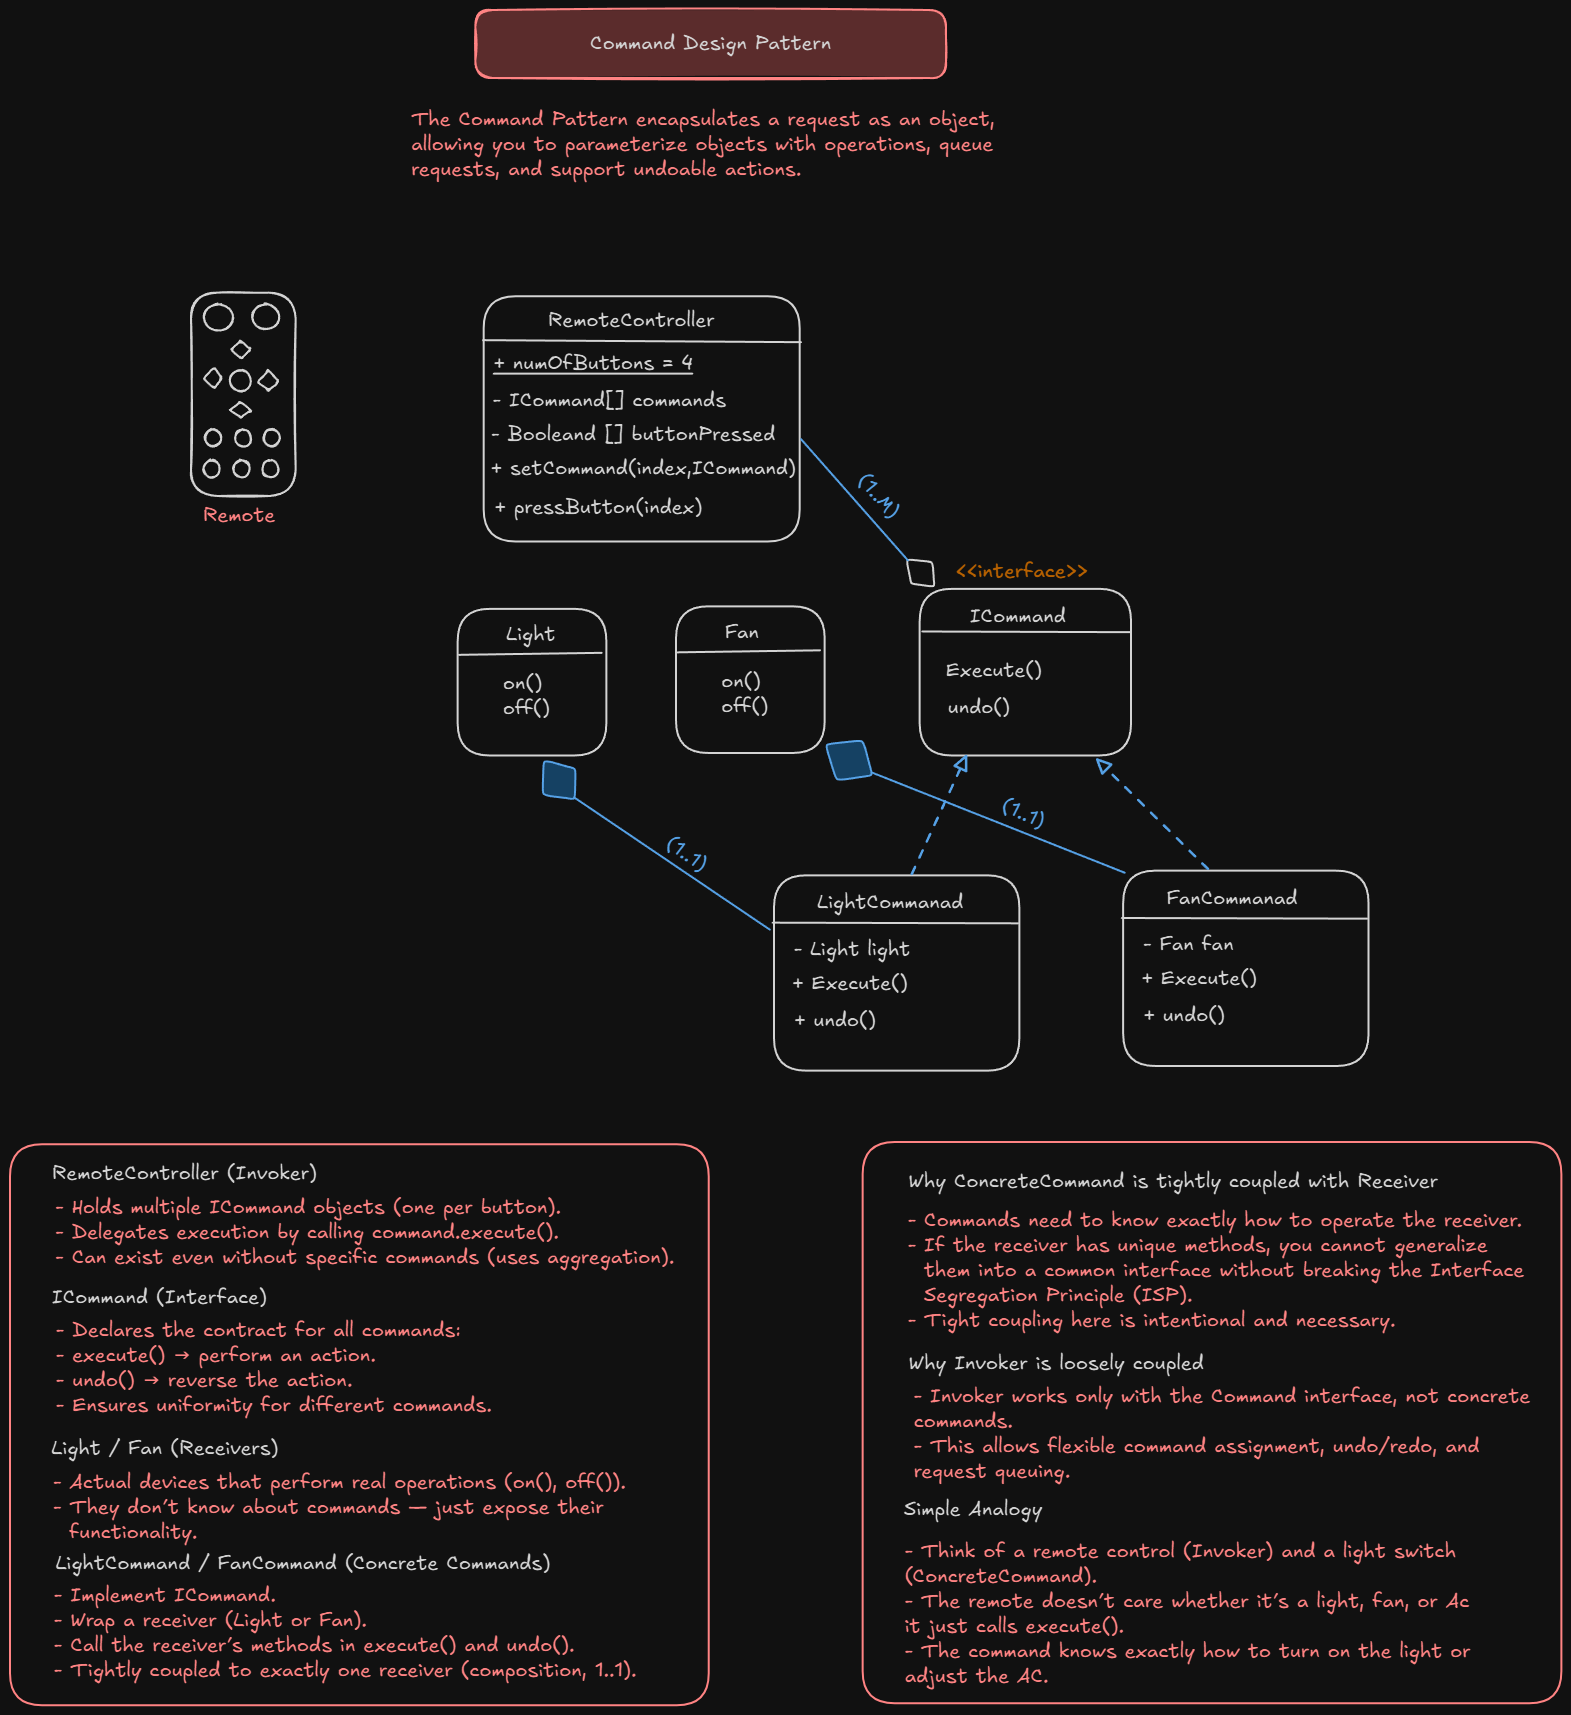 Command Design Pattern
The Command Pattern encapsulates a request as an object,
allowing you to parameterize objects with operations, queue
requests, and support undoable actions.
Remote
RemoteController
+ numOfButtons = 4
- ICommand[] commands
- Booleand [] buttonPressed
+ setCommand(index,ICommand)
+ pressButton(index)
(1..M)
<<interface>>
ICommand
Execute()
undo()
Light
on()
off()
Fan
on()
off()
(1..1)
(1..1)
LightCommanad
- Light light
+ Execute()
+ undo()
FanCommanad
- Fan fan
+ Execute()
+ undo()
RemoteController (Invoker)
- Holds multiple ICommand objects (one per button).
- Delegates execution by calling command.execute().
- Can exist even without specific commands (uses aggregation).
ICommand (Interface)
- Declares the contract for all commands:
- execute() → perform an action.
- undo() → reverse the action.
- Ensures uniformity for different commands.
Light / Fan (Receivers)
- Actual devices that perform real operations (on(), off()).
- They don't know about commands — just expose their
functionality.
LightCommand / FanCommand (Concrete Commands)
- Implement ICommand.
- Wrap a receiver (Light or Fan).
- Call the receiver's methods in execute() and undo().
- Tightly coupled to exactly one receiver (composition, 1..1).
Why ConcreteCommand is tightly coupled with Receiver
- Commands need to know exactly how to operate the receiver.
- If the receiver has unique methods, you cannot generalize
them into a common interface without breaking the Interface
Segregation Principle (ISP).
- Tight coupling here is intentional and necessary.
Why Invoker is loosely coupled
- Invoker works only with the Command interface, not concrete
commands.
- This allows flexible command assignment, undo/redo, and
request queuing.
Simple Analogy
- Think of a remote control (Invoker) and a light switch
(ConcreteCommand).
- The remote doesn't care whether it's a light, fan, or Ac
it just calls execute().
- The command knows exactly how to turn on the light or
adjust the AC.